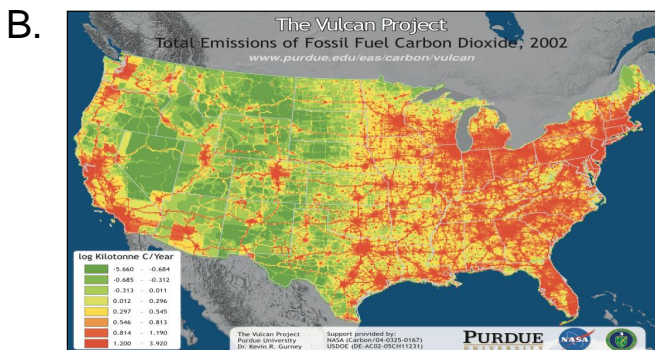 B.
The Vulcan Project
Total Emissions of Fossil Fuel Carbon Dioxide, 2002
www.purdue.edu/eas/carbon/vulcan
log Kilotonne C/Year
-5.660 - -0.684
-0.685 - -0.312
-0.313 - 0.011
0.012 - 0.296
0.297 - 0.545
0.546 - 0.813
0.814 - 1.190
1.200 - 3.920
The Vulcan Project
Purdue University
Dr. Kevin R. Gurney
Support provided by:
NASA (Carbon/04-0325-0167)
USDOE (DE-AC02-05CH11231)
PURDUE
UNIVERSITY
NASA